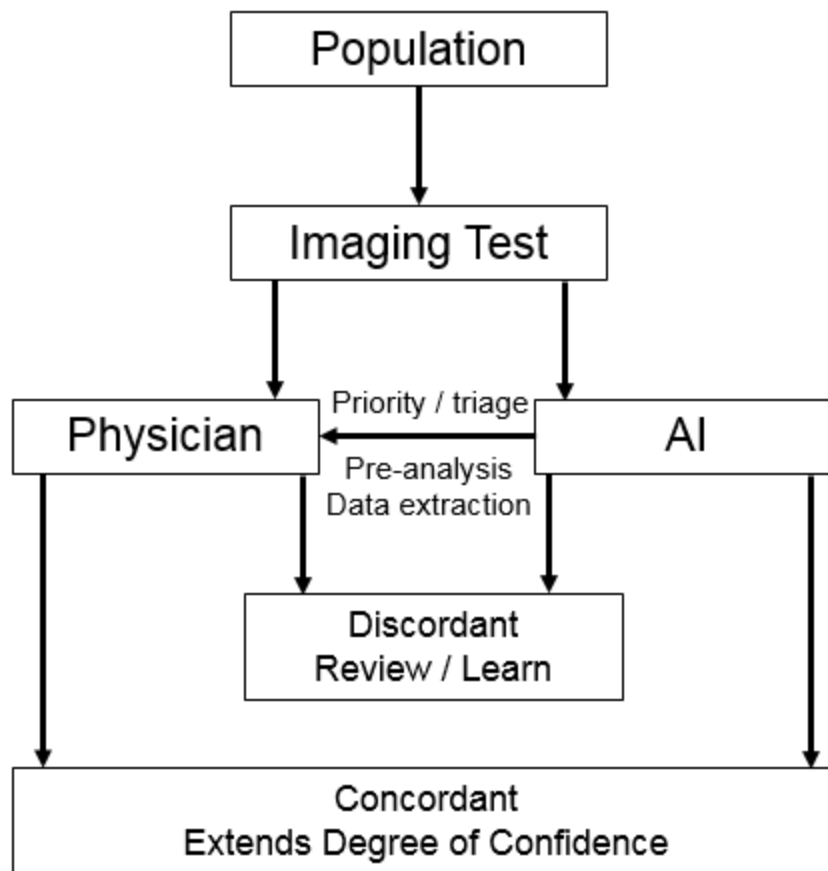 Population
Imaging Test
Priority / triage
Physician
AI
Pre-analysis
Data extraction
Discordant
Review / Learn
Concordant
Extends Degree of Confidence